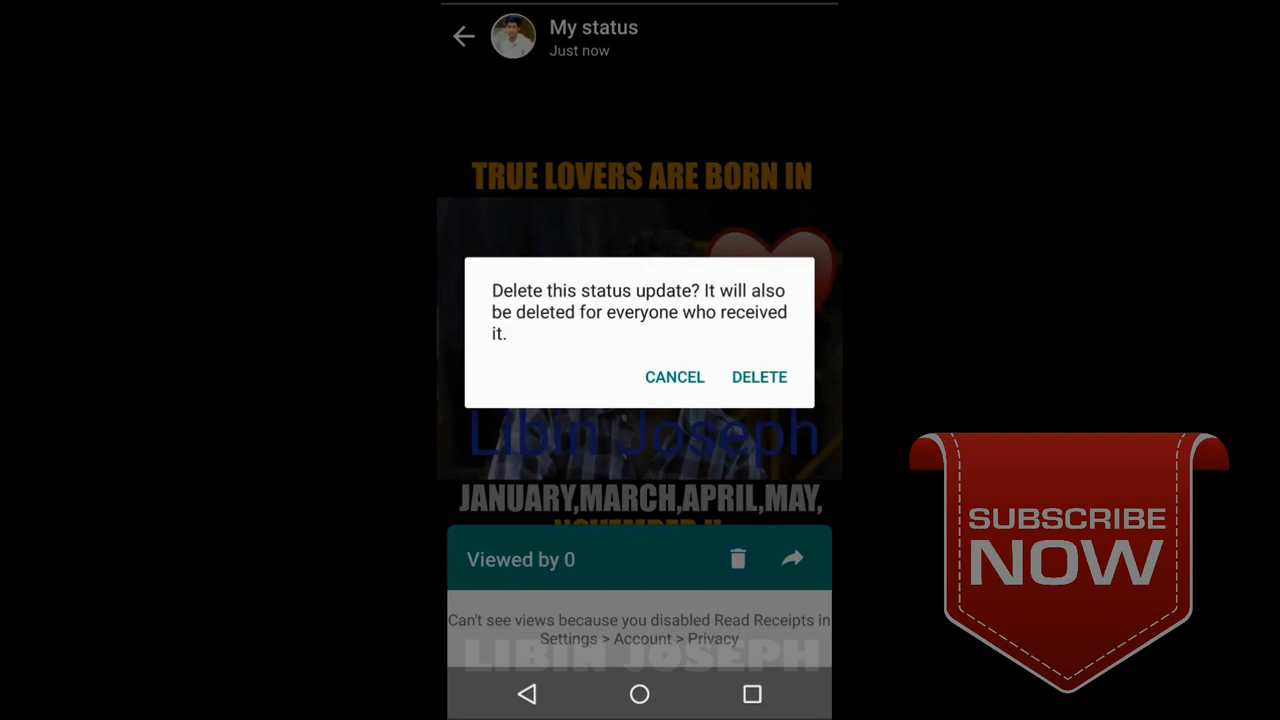 My status
Just now
TRUE LOVERS ARE BORN IN
Delete this status update? It will also
be deleted for everyone who received
it.
CANCEL DELETE
Libin Joseph
JANUARY,MARCH,APRIL,MAY,
NOVEMBER !!
Viewed by 0
Can't see views because you disabled Read Receipts in
Settings > Account > Privacy
LIBIN JOSEPH
SUBSCRIBE
NOW